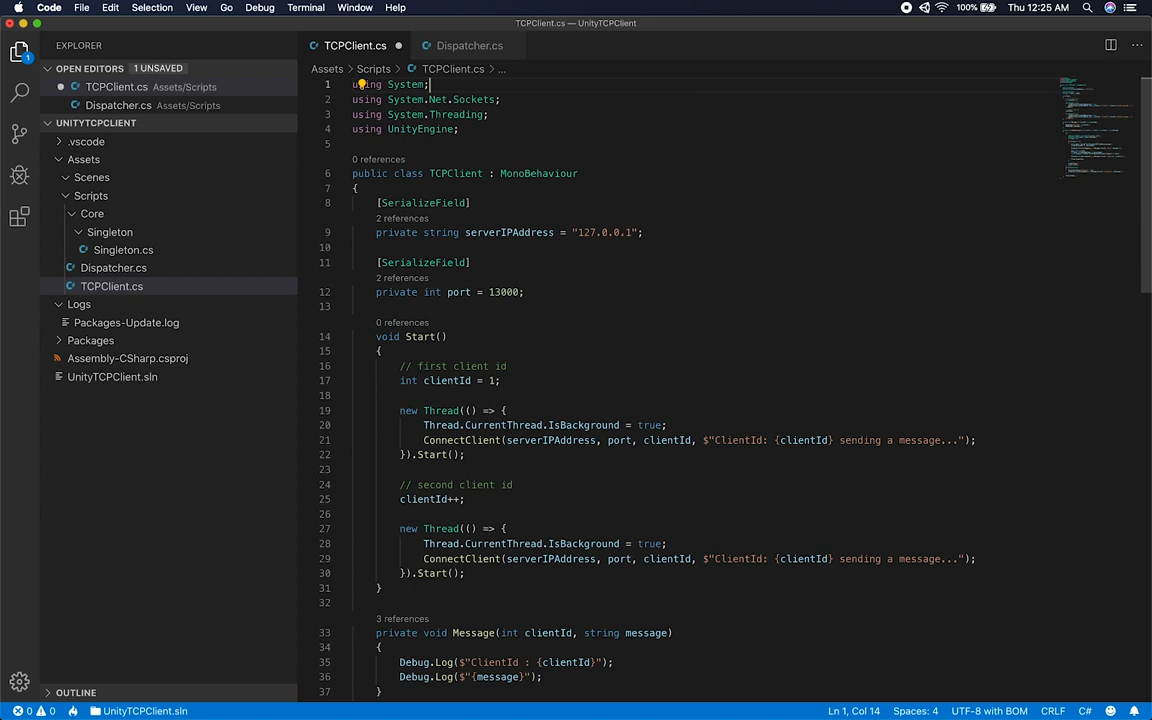 Code File Edit Selection View Go Debug Terminal Window Help 100% Thu 12:25 AM
TCPClient.cs — UnityTCPClient
EXPLORER
TCPClient.cs
Dispatcher.cs
OPEN EDITORS 1 UNSAVED
Assets > Scripts > TCPClient.cs > ...
TCPClient.cs Assets/Scripts
Dispatcher.cs Assets/Scripts
UNITYTCPCLIENT
.vscode
Assets
Scenes
Scripts
Core
Singleton
Singleton.cs
Dispatcher.cs
TCPClient.cs
Logs
Packages-Update.log
Packages
Assembly-CSharp.csproj
UnityTCPClient.sln
OUTLINE
1 using System;
2 using System.Net.Sockets;
3 using System.Threading;
4 using UnityEngine;
5
0 references
6 public class TCPClient : MonoBehaviour
7 {
8 [SerializeField]
2 references
9 private string serverIPAddress = "127.0.0.1";
10
11 [SerializeField]
2 references
12 private int port = 13000;
13
0 references
14 void Start()
15 {
16 // first client id
17 int clientId = 1;
18
19 new Thread(() => {
20 Thread.CurrentThread.IsBackground = true;
21 ConnectClient(serverIPAddress, port, clientId, $"ClientId: {clientId} sending a message...");
22 }).Start();
23
24 // second client id
25 clientId++;
26
27 new Thread(() => {
28 Thread.CurrentThread.IsBackground = true;
29 ConnectClient(serverIPAddress, port, clientId, $"ClientId: {clientId} sending a message...");
30 }).Start();
31 }
32
3 references
33 private void Message(int clientId, string message)
34 {
35 Debug.Log($"ClientId : {clientId}");
36 Debug.Log($"{message}");
37 }
0 0 UnityTCPClient.sln Ln 1, Col 14 Spaces: 4 UTF-8 with BOM CRLF C#